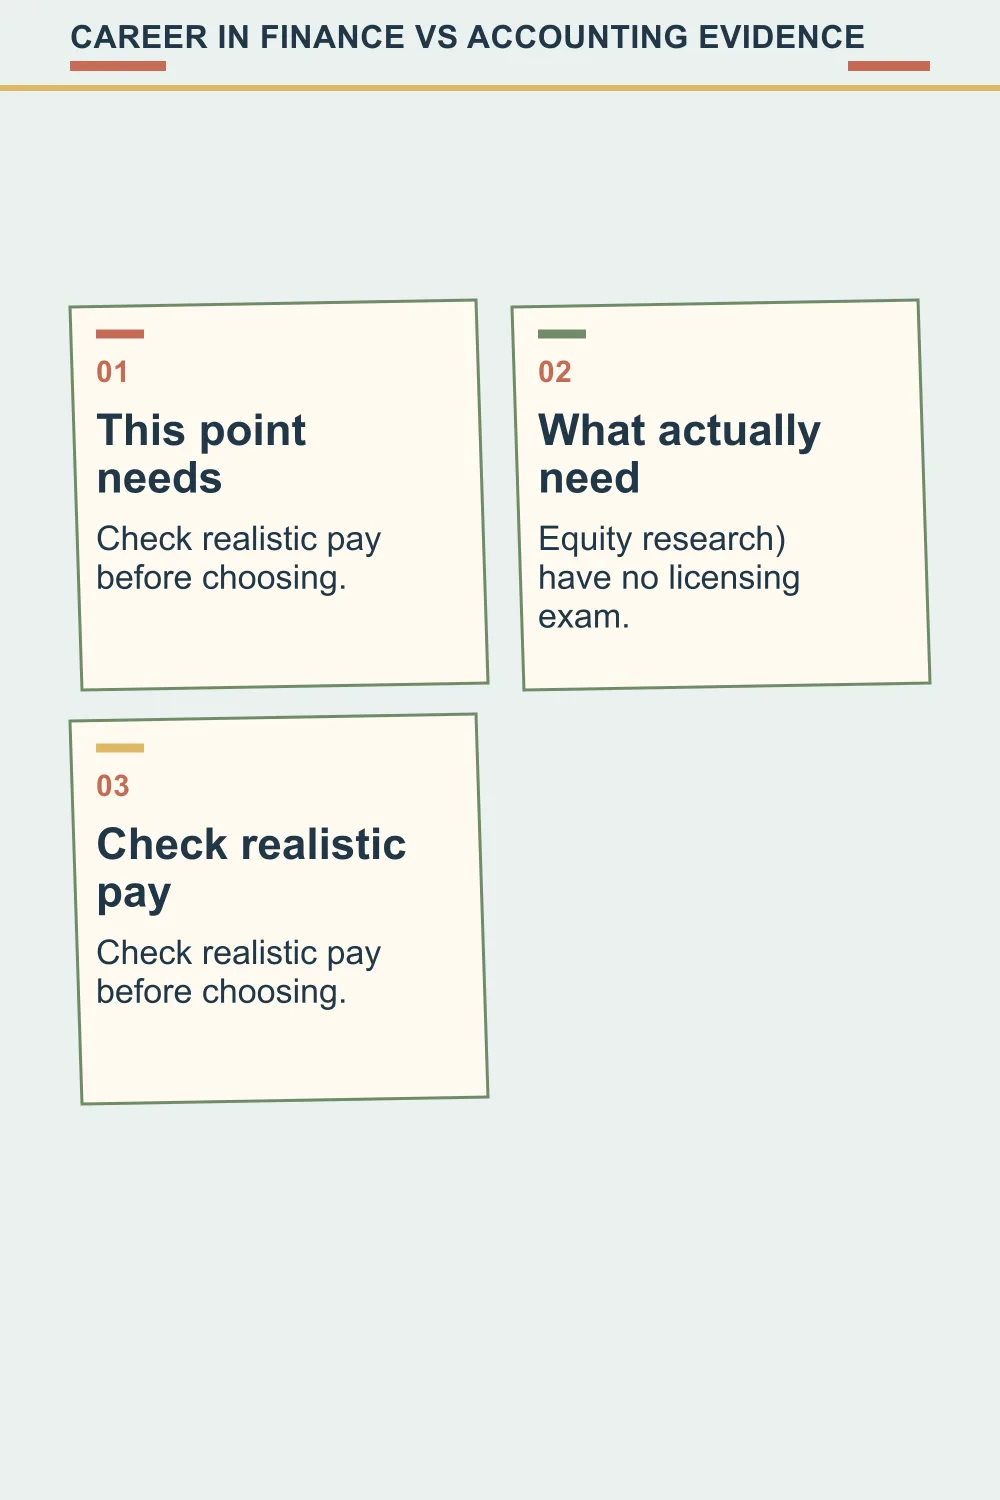 CAREER IN FINANCE VS ACCOUNTING EVIDENCE
01
This point
needs
Check realistic pay
before choosing.
02
What actually
need
Equity research)
have no licensing
exam.
03
Check realistic
pay
Check realistic pay
before choosing.